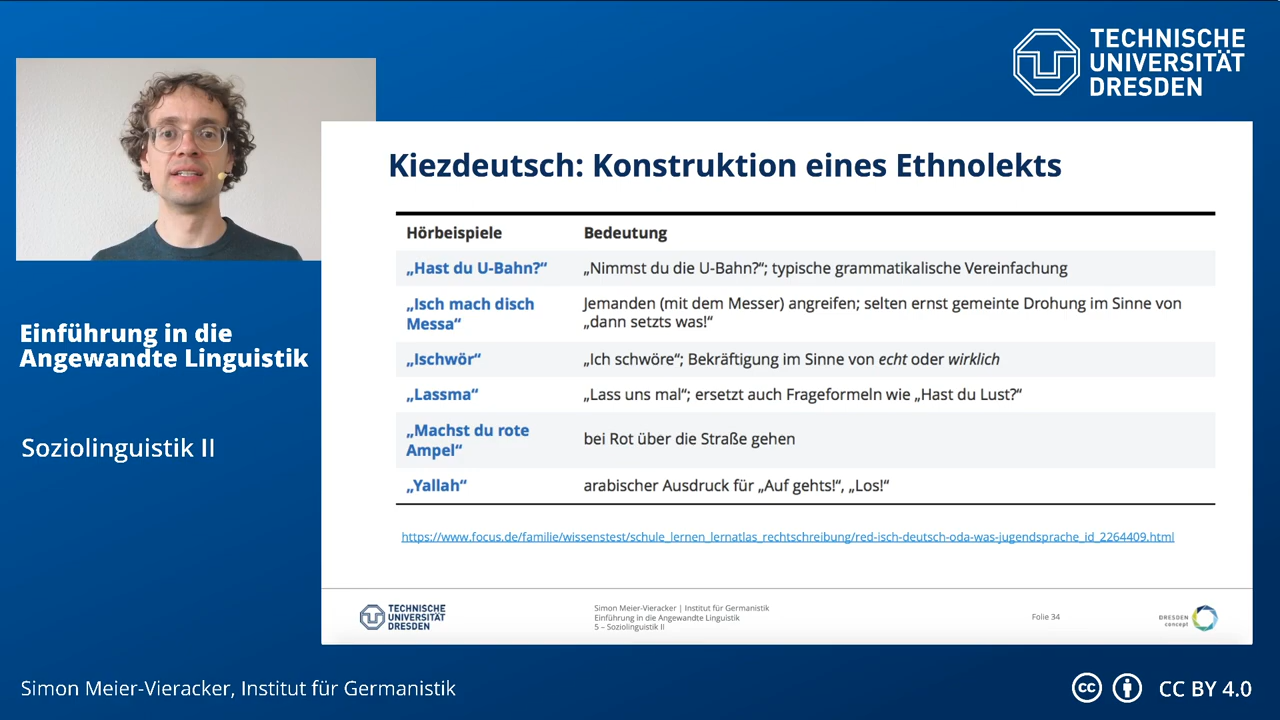 TECHNISCHE
UNIVERSITÄT
DRESDEN
Kiezdeutsch: Konstruktion eines Ethnolekts
Hörbeispiele Bedeutung
„Hast du U-Bahn?“ „Nimmst du die U-Bahn?“; typische grammatikalische Vereinfachung
„Isch mach disch
Messa“
Jemanden (mit dem Messer) angreifen; selten ernst gemeinte Drohung im Sinne von
„dann setzts was!“
„Ischwör“ „Ich schwöre“; Bekräftigung im Sinne von echt oder wirklich
„Lassma“ „Lass uns mal“; ersetzt auch Frageformeln wie „Hast du Lust?“
„Machst du rote
Ampel“
bei Rot über die Straße gehen
„Yallah“ arabischer Ausdruck für „Auf gehts!“, „Los!“
https://www.focus.de/familie/wissenstest/schule_lernen_lernatlas_rechtschreibung/red-isch-deutsch-oda-was-jugendsprache_id_2264409.html
TECHNISCHE
UNIVERSITÄT
DRESDEN
Simon Meier-Vieracker | Institut für Germanistik
Einführung in die Angewandte Linguistik
5 – Soziolinguistik II
Folie 34
DRESDEN
concept
Einführung in die
Angewandte Linguistik
Soziolinguistik II
Simon Meier-Vieracker, Institut für Germanistik
cc CC BY 4.0